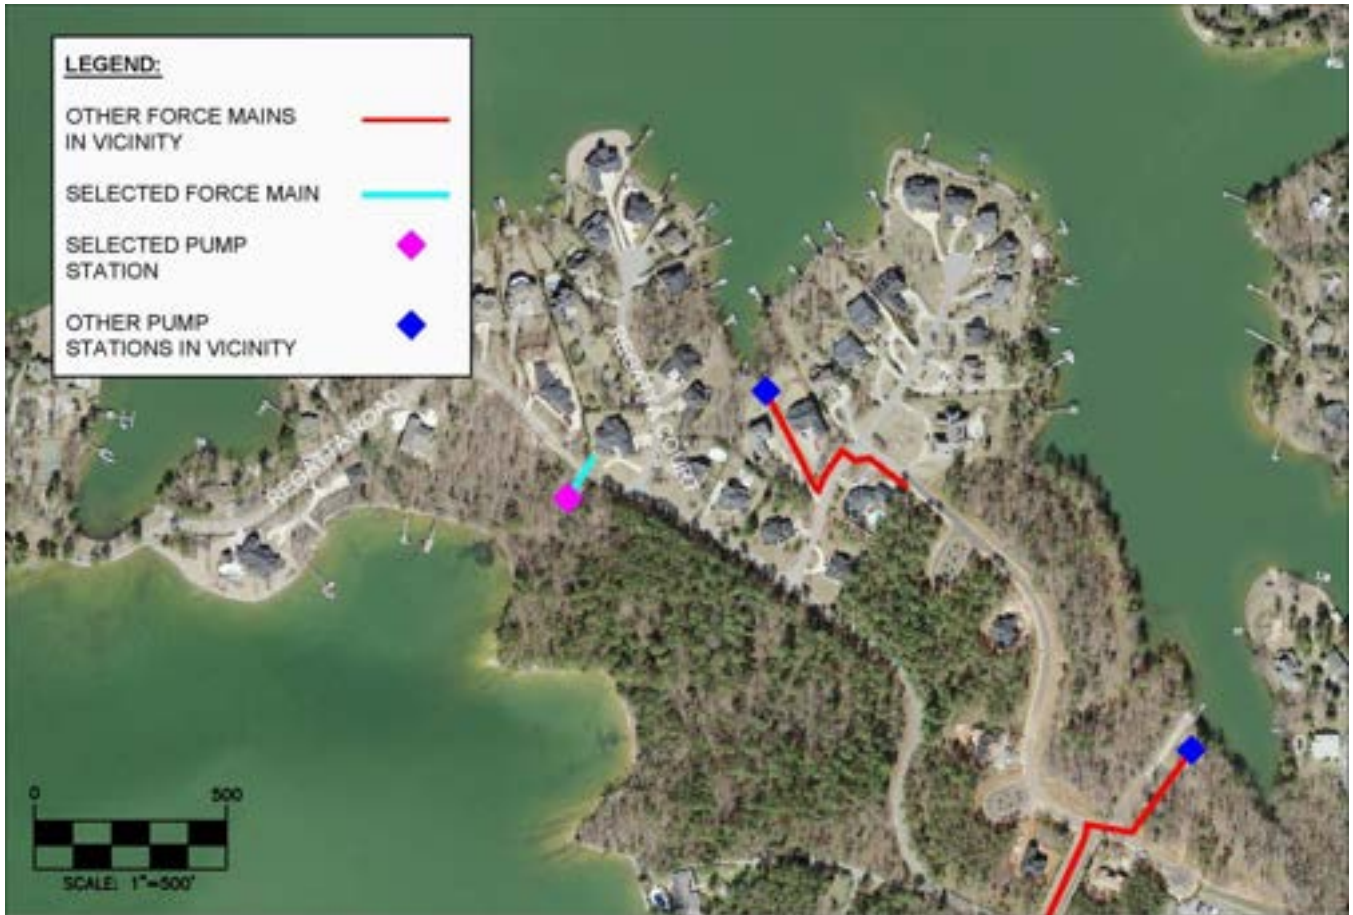 LEGEND:
OTHER FORCE MAINS
IN VICINITY
SELECTED FORCE MAIN
SELECTED PUMP
STATION
OTHER PUMP
STATIONS IN VICINITY
COURT
0 500
SCALE: 1"=500'